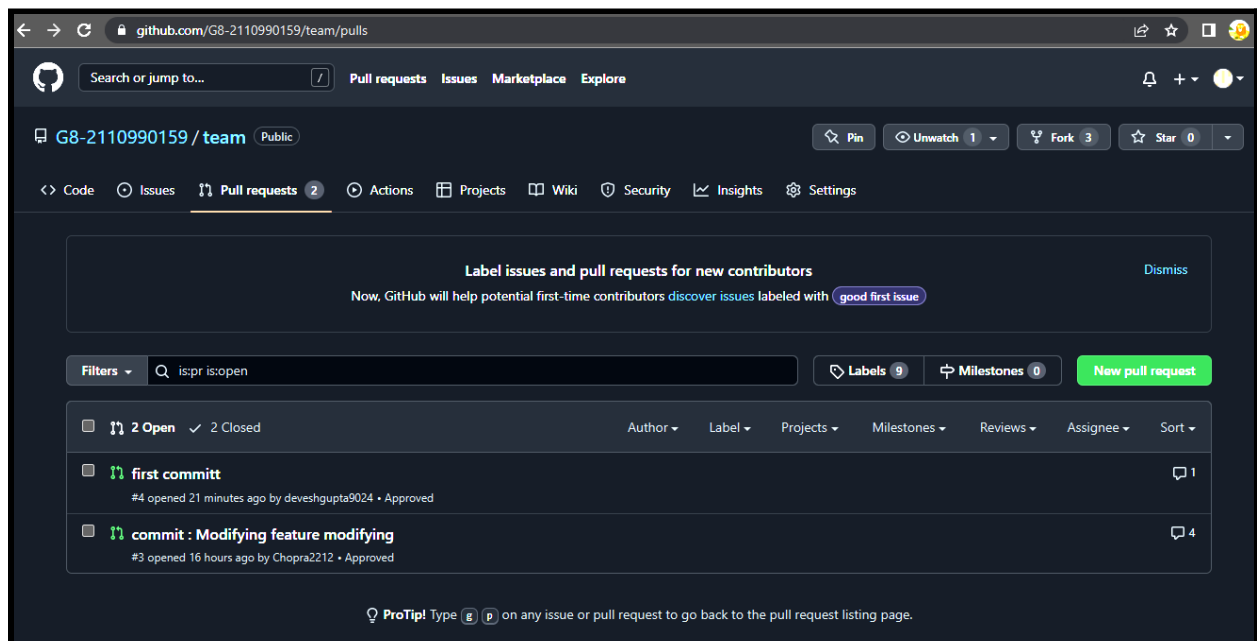 github.com/G8-2110990159/team/pulls
Search or jump to... / Pull requests Issues Marketplace Explore
G8-2110990159 / team Public Pin Unwatch 1 Fork 3 Star 0
<> Code Issues Pull requests 2 Actions Projects Wiki Security Insights Settings
Label issues and pull requests for new contributors Dismiss
Now, GitHub will help potential first-time contributors discover issues labeled with good first issue
Filters is:pr is:open Labels 9 Milestones 0 New pull request
2 Open 2 Closed Author Label Projects Milestones Reviews Assignee Sort
first committ 1
#4 opened 21 minutes ago by deveshgupta9024 • Approved
commit : Modifying feature modifying 4
#3 opened 16 hours ago by Chopra2212 • Approved
ProTip! Type g p on any issue or pull request to go back to the pull request listing page.